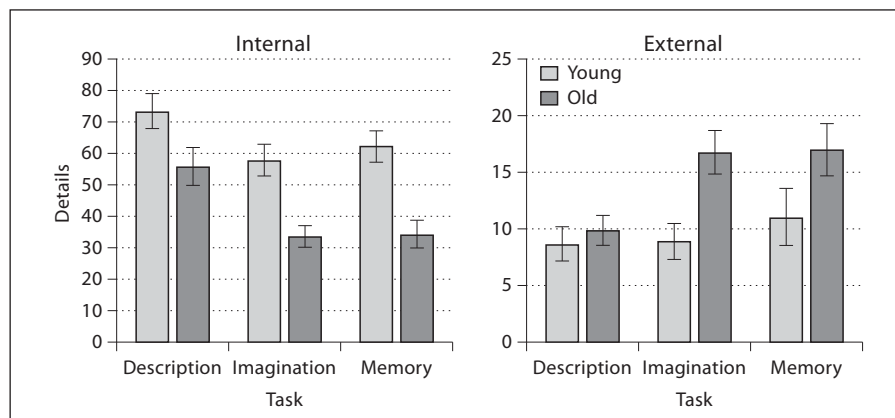 Internal
90
80
70
60
50
40
30
20
10
0
Details
Description Imagination Memory
Task
External
25
20
15
10
5
0
Young
Old
Description Imagination Memory
Task